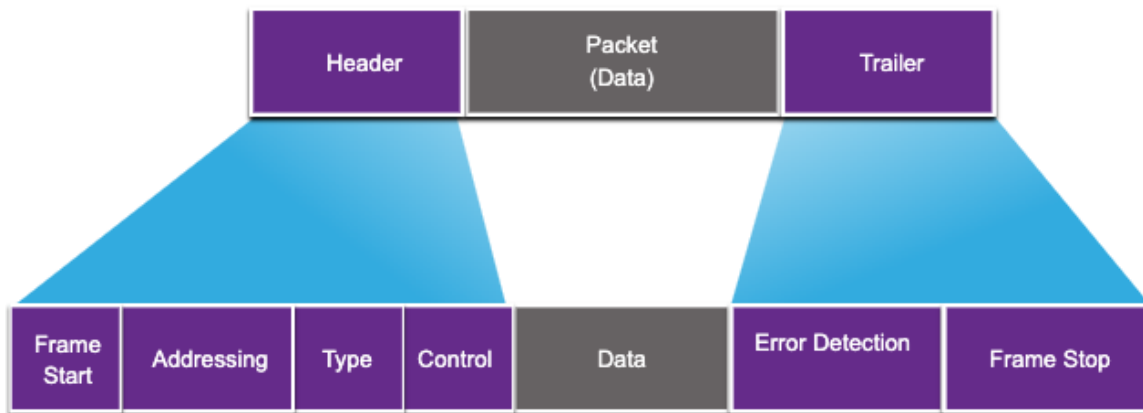 Header
Packet
(Data)
Trailer
Frame
Start
Addressing
Type
Control
Data
Error Detection
Frame Stop